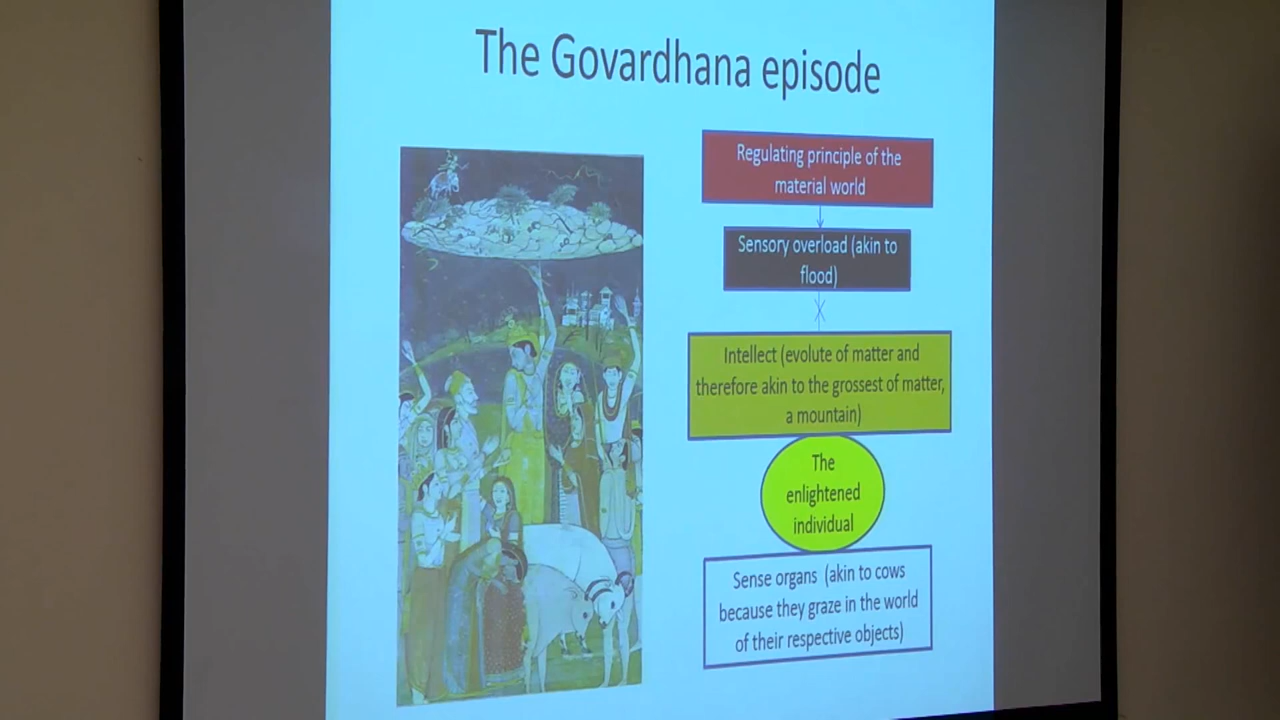 The Govardhana episode
Regulating principle of the
material world
Sensory overload (akin to
flood)
Intellect (evolute of matter and
therefore akin to the grossest of matter,
a mountain)
The
enlightened
individual
Sense organs (akin to cows
because they graze in the world
of their respective objects)